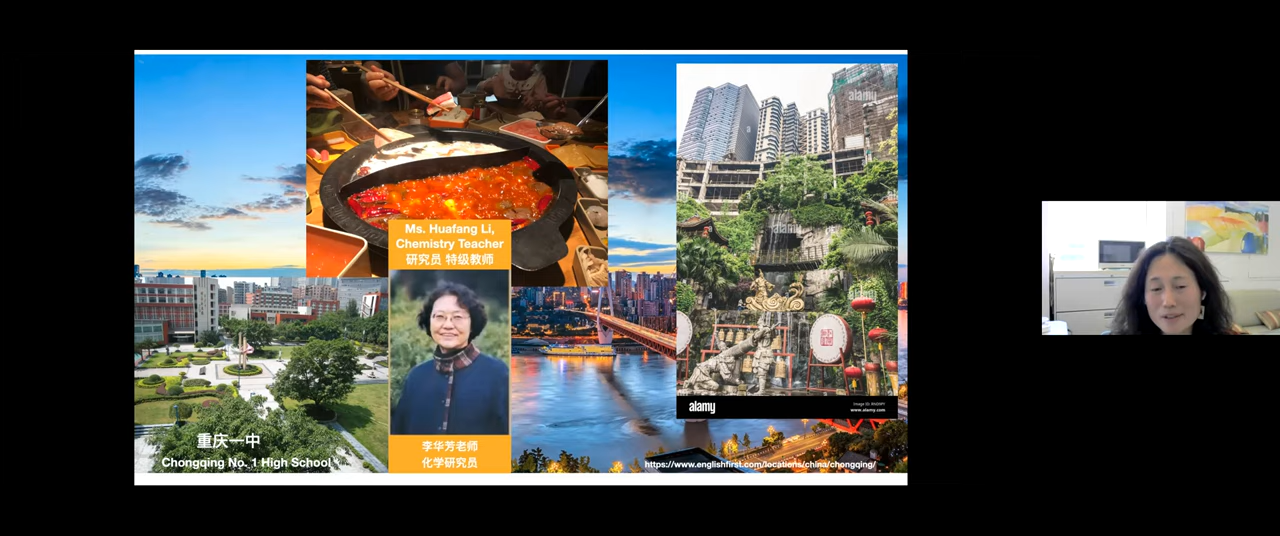 Ms. Huafang Li,
Chemistry Teacher
研究员 特级教师
李华芳老师
化学研究员
重庆一中
Chongqing No. 1 High School
alamy
a
alamy
alamy
alamy
www.alamy.com
https://www.englishfirst.com/locations/china/chongqing/